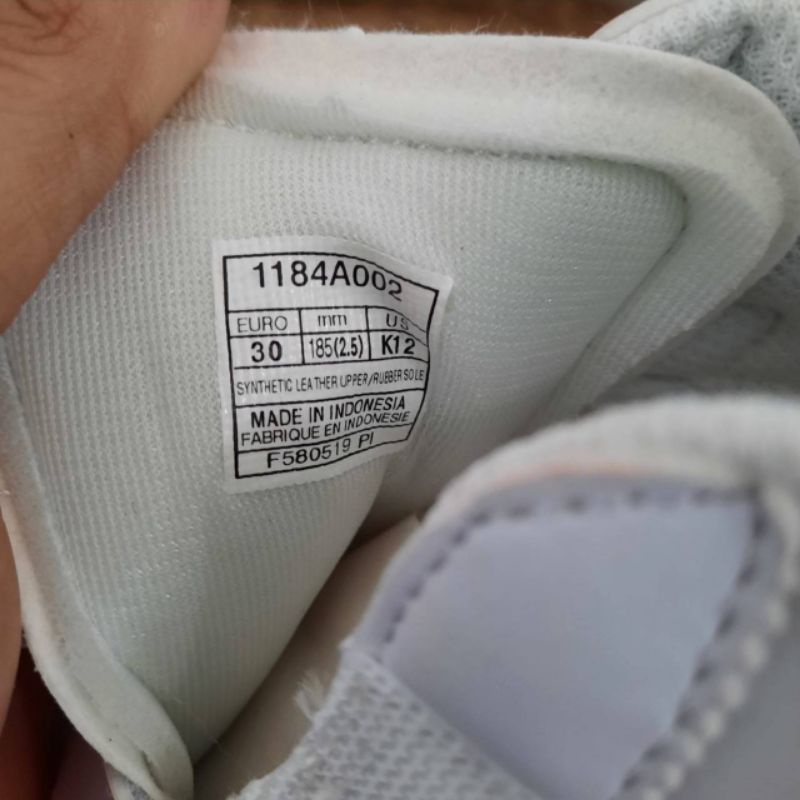 1184A002
EURO mm US
30 185(2.5) K12
SYNTHETIC LEATHER UPPER/RUBBER SOLE
MADE IN INDONESIA
FABRIQUE EN INDONESIE
F580519 PI